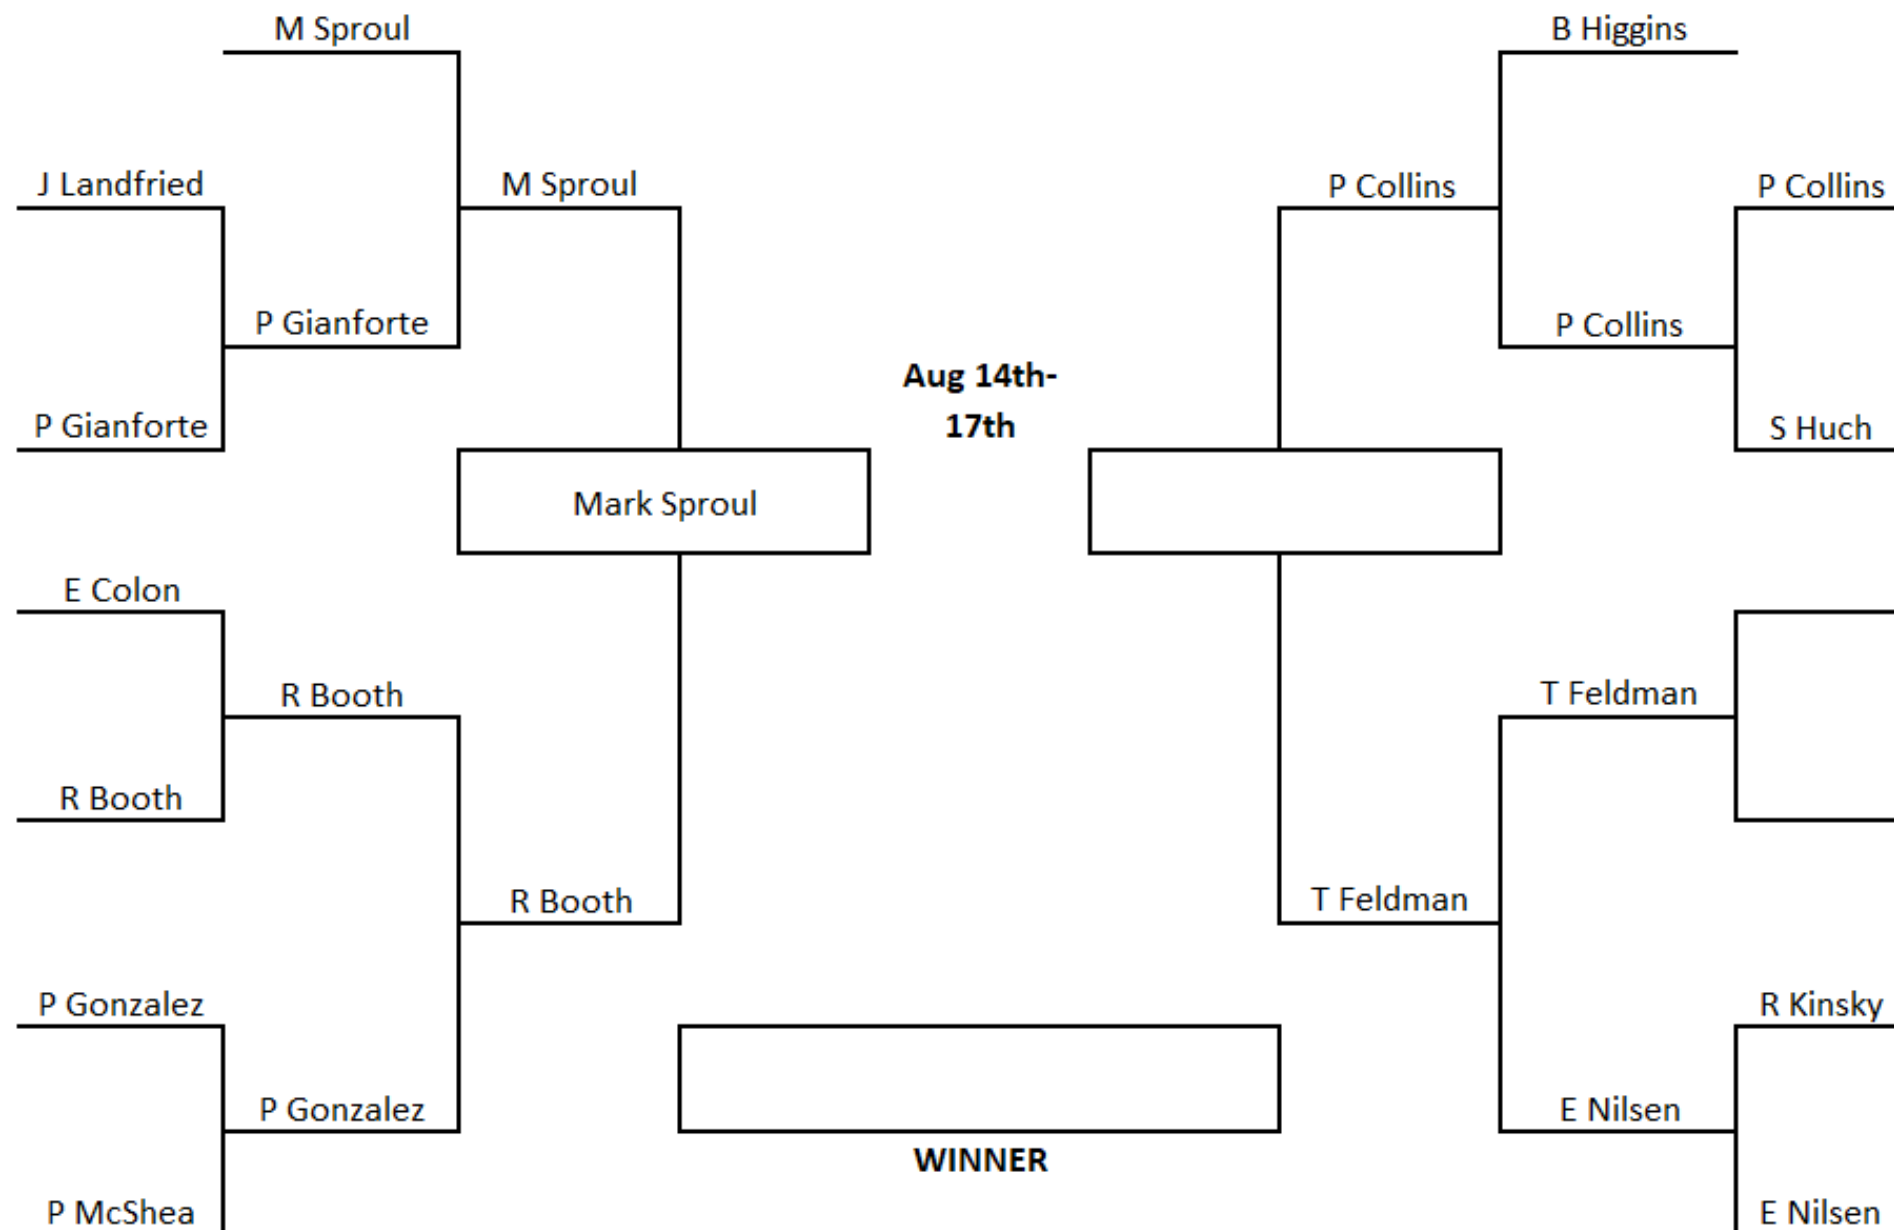 M Sproul
B Higgins
J Landfried
M Sproul
P Collins
P Collins
P Gianforte
P Collins
Aug 14th-
17th
P Gianforte
S Huch
Mark Sproul
E Colon
R Booth
T Feldman
R Booth
R Booth
T Feldman
P Gonzalez
R Kinsky
P Gonzalez
E Nilsen
WINNER
P McShea
E Nilsen